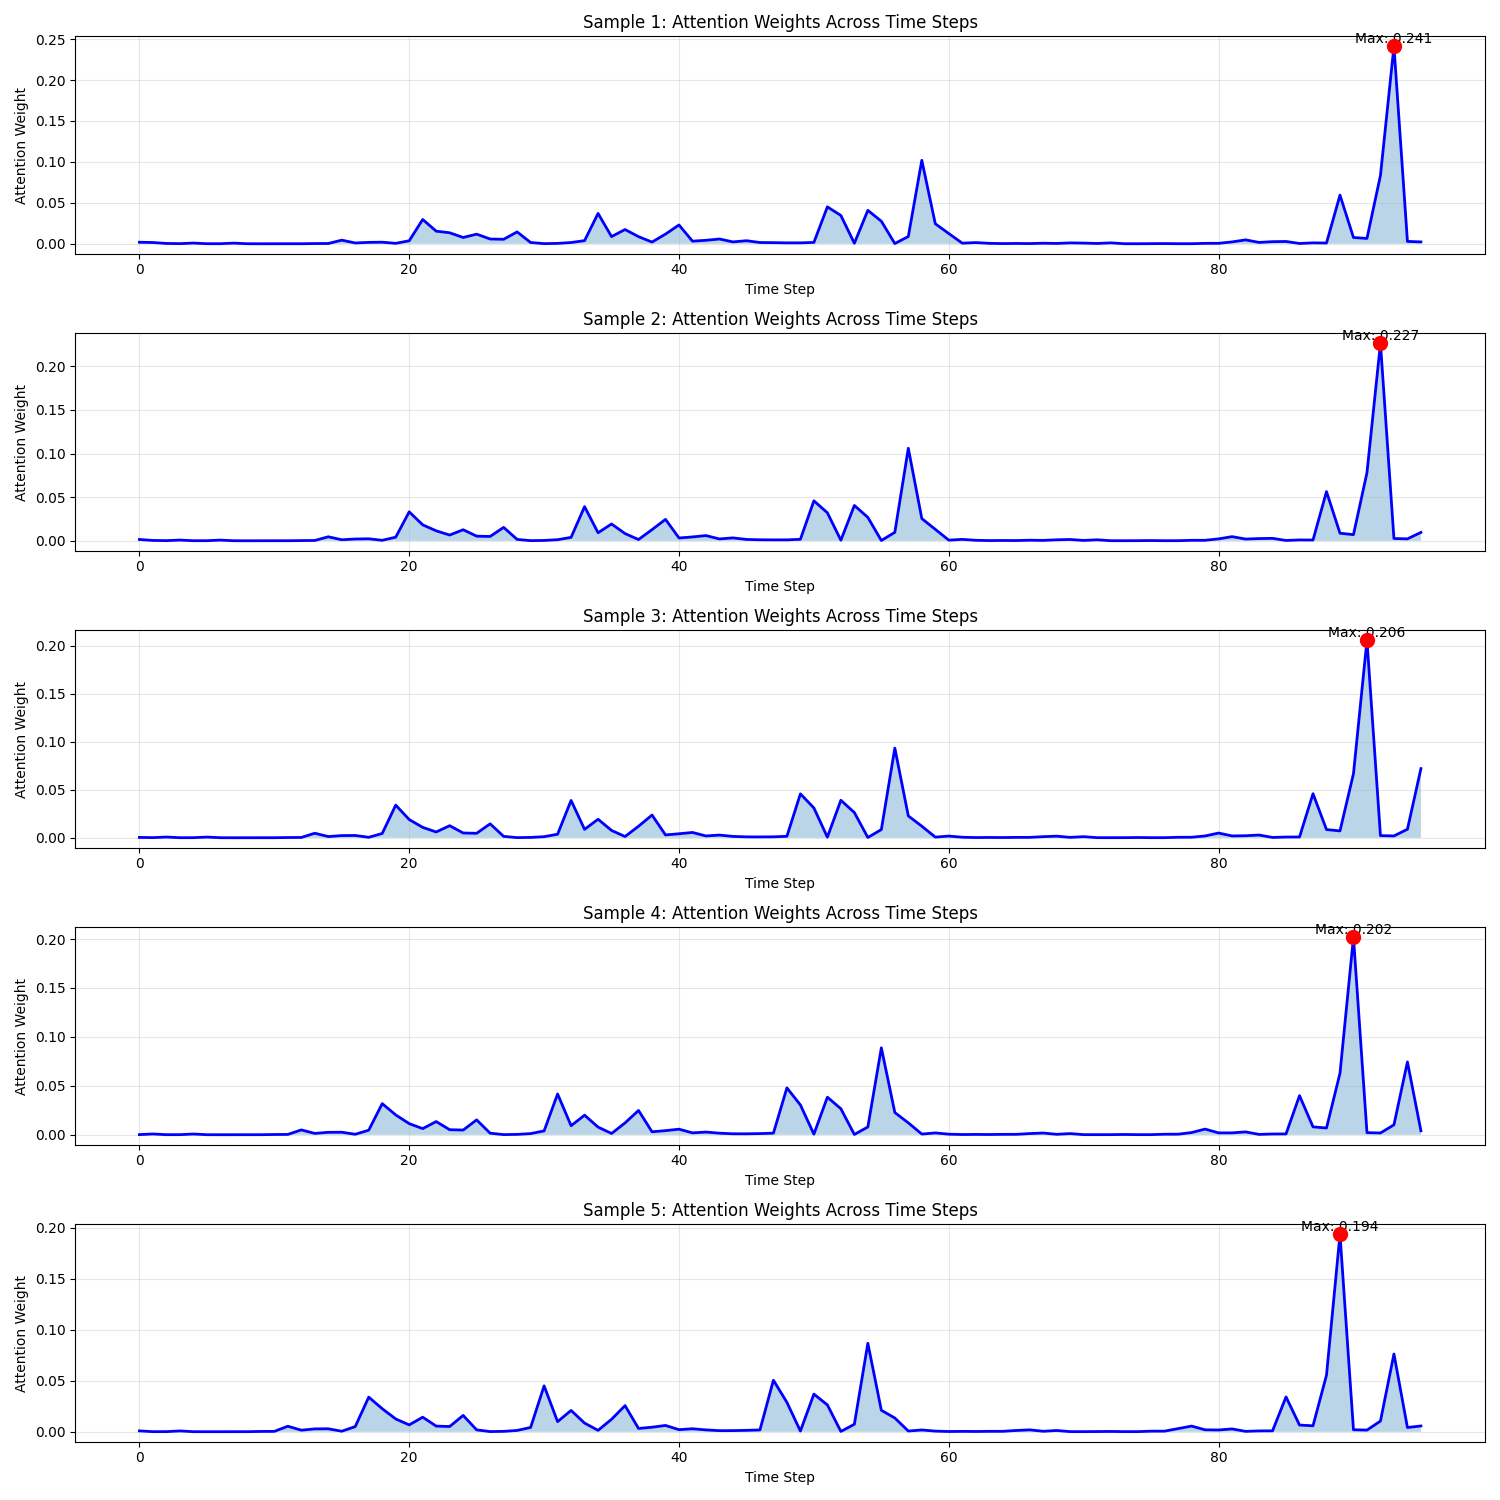 Sample 1: Attention Weights Across Time Steps
Max: 0.241
0.25
0.20
0.15
0.10
0.05
0.00
Attention Weight
0 20 40 60 80
Time Step
Sample 2: Attention Weights Across Time Steps
Max: 0.227
0.20
0.15
0.10
0.05
0.00
Attention Weight
0 20 40 60 80
Time Step
Sample 3: Attention Weights Across Time Steps
Max: 0.206
0.20
0.15
0.10
0.05
0.00
Attention Weight
0 20 40 60 80
Time Step
Sample 4: Attention Weights Across Time Steps
Max: 0.202
0.20
0.15
0.10
0.05
0.00
Attention Weight
0 20 40 60 80
Time Step
Sample 5: Attention Weights Across Time Steps
Max: 0.194
0.20
0.15
0.10
0.05
0.00
Attention Weight
0 20 40 60 80
Time Step